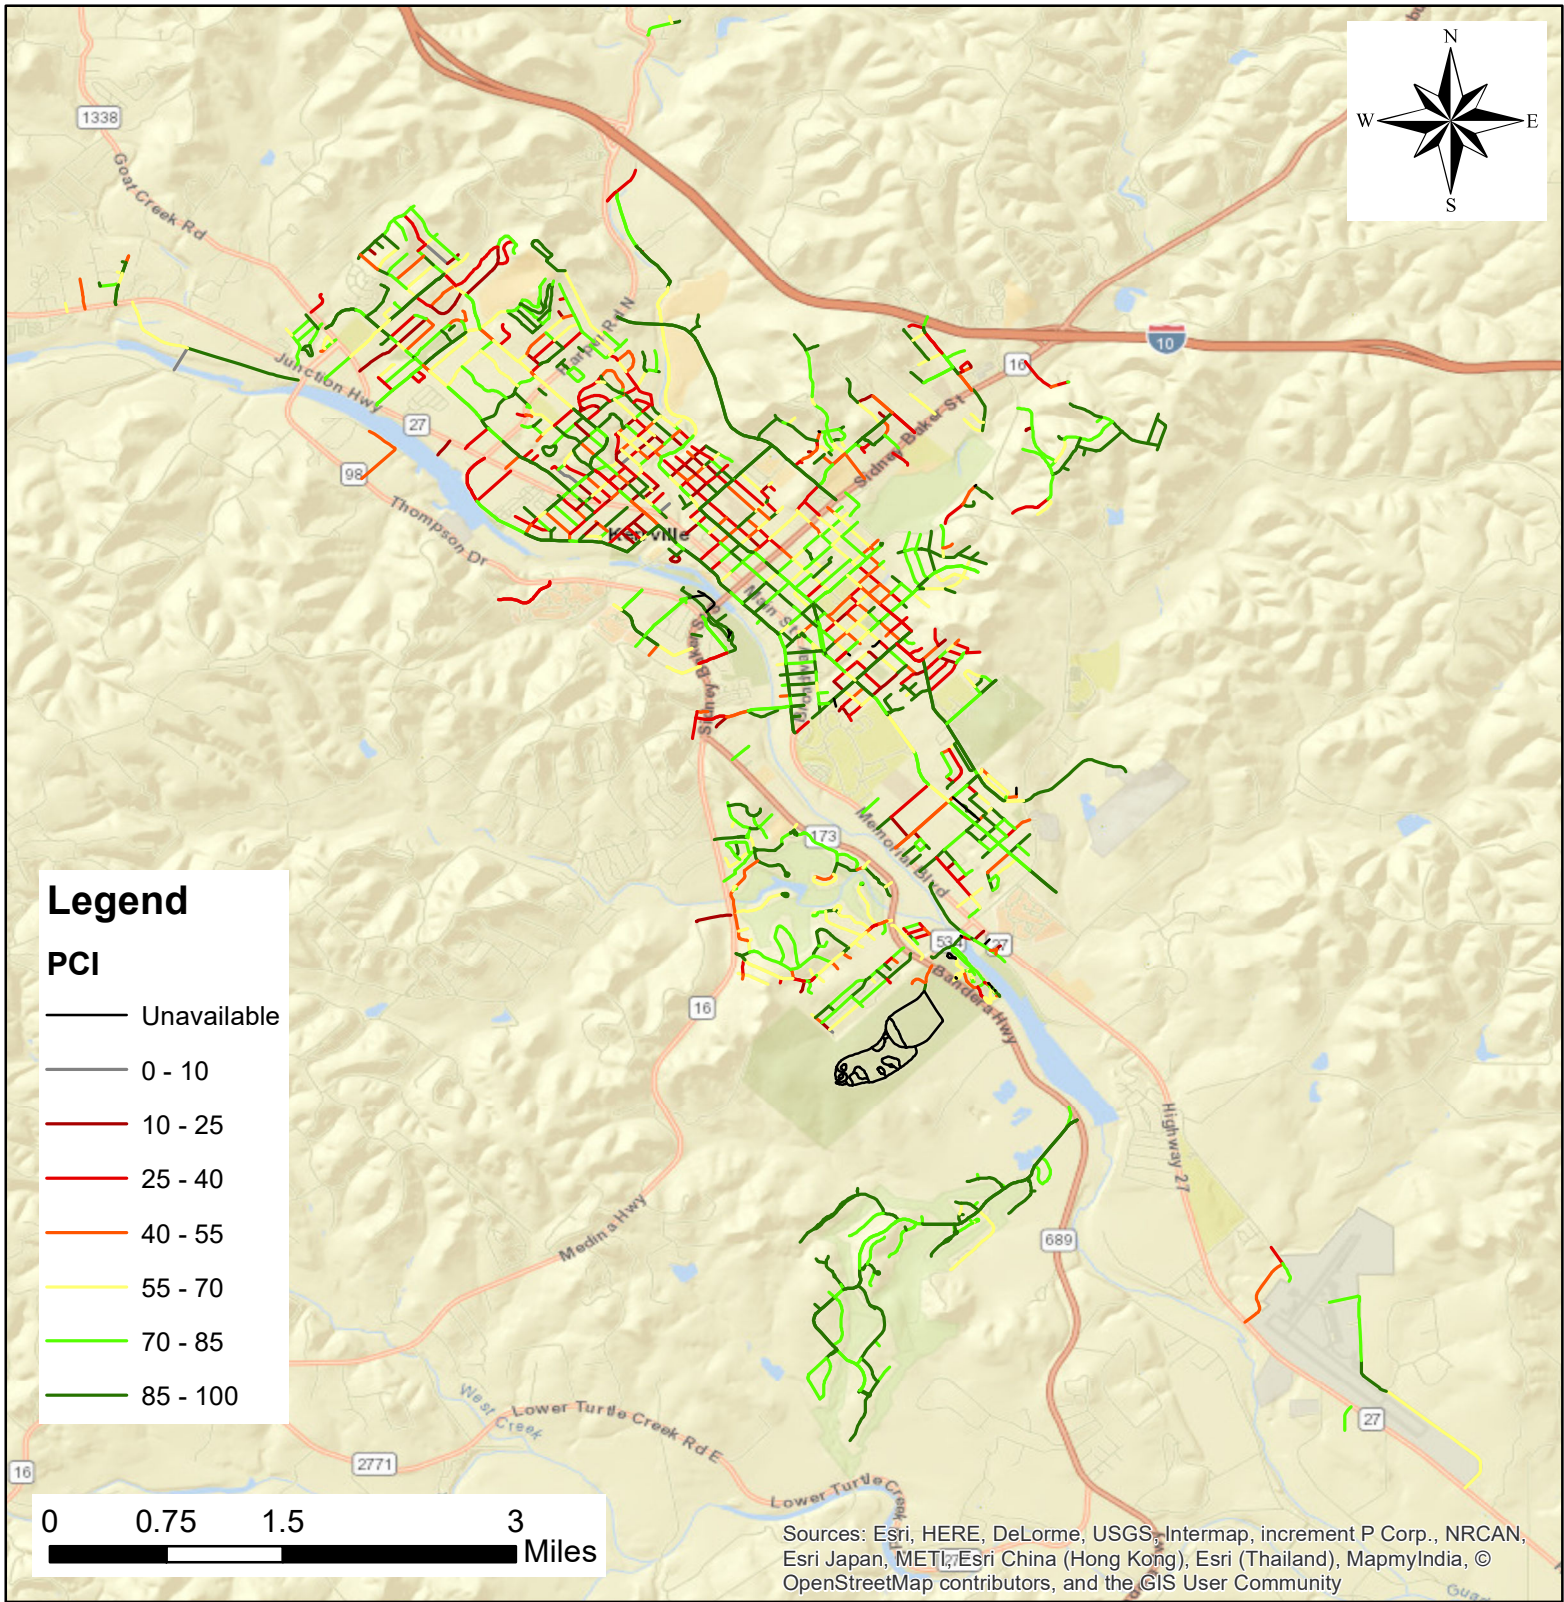 N
W
E
S
1338
Goat Creek Rd
Harper Rd N
10
16
Junction Hwy
27
98
Sidney Baker St
Thompson Dr
Kerrville
Main St
Broadway
Sidney Baker S
173
Memorial Blvd
534
27
Bandera Hwy
16
Highway 27
Medina Hwy
689
27
West Creek
Lower Turtle Creek Rd E
2771
16
Lower Turtle Creek R
Legend
PCI
Unavailable
0 - 10
10 - 25
25 - 40
40 - 55
55 - 70
70 - 85
85 - 100
0
0.75
1.5
3
Miles
Sources: Esri, HERE, DeLorme, USGS, Intermap, increment P Corp., NRCAN,
Esri Japan, METI, Esri China (Hong Kong), Esri (Thailand), MapmyIndia, ©
OpenStreetMap contributors, and the GIS User Community